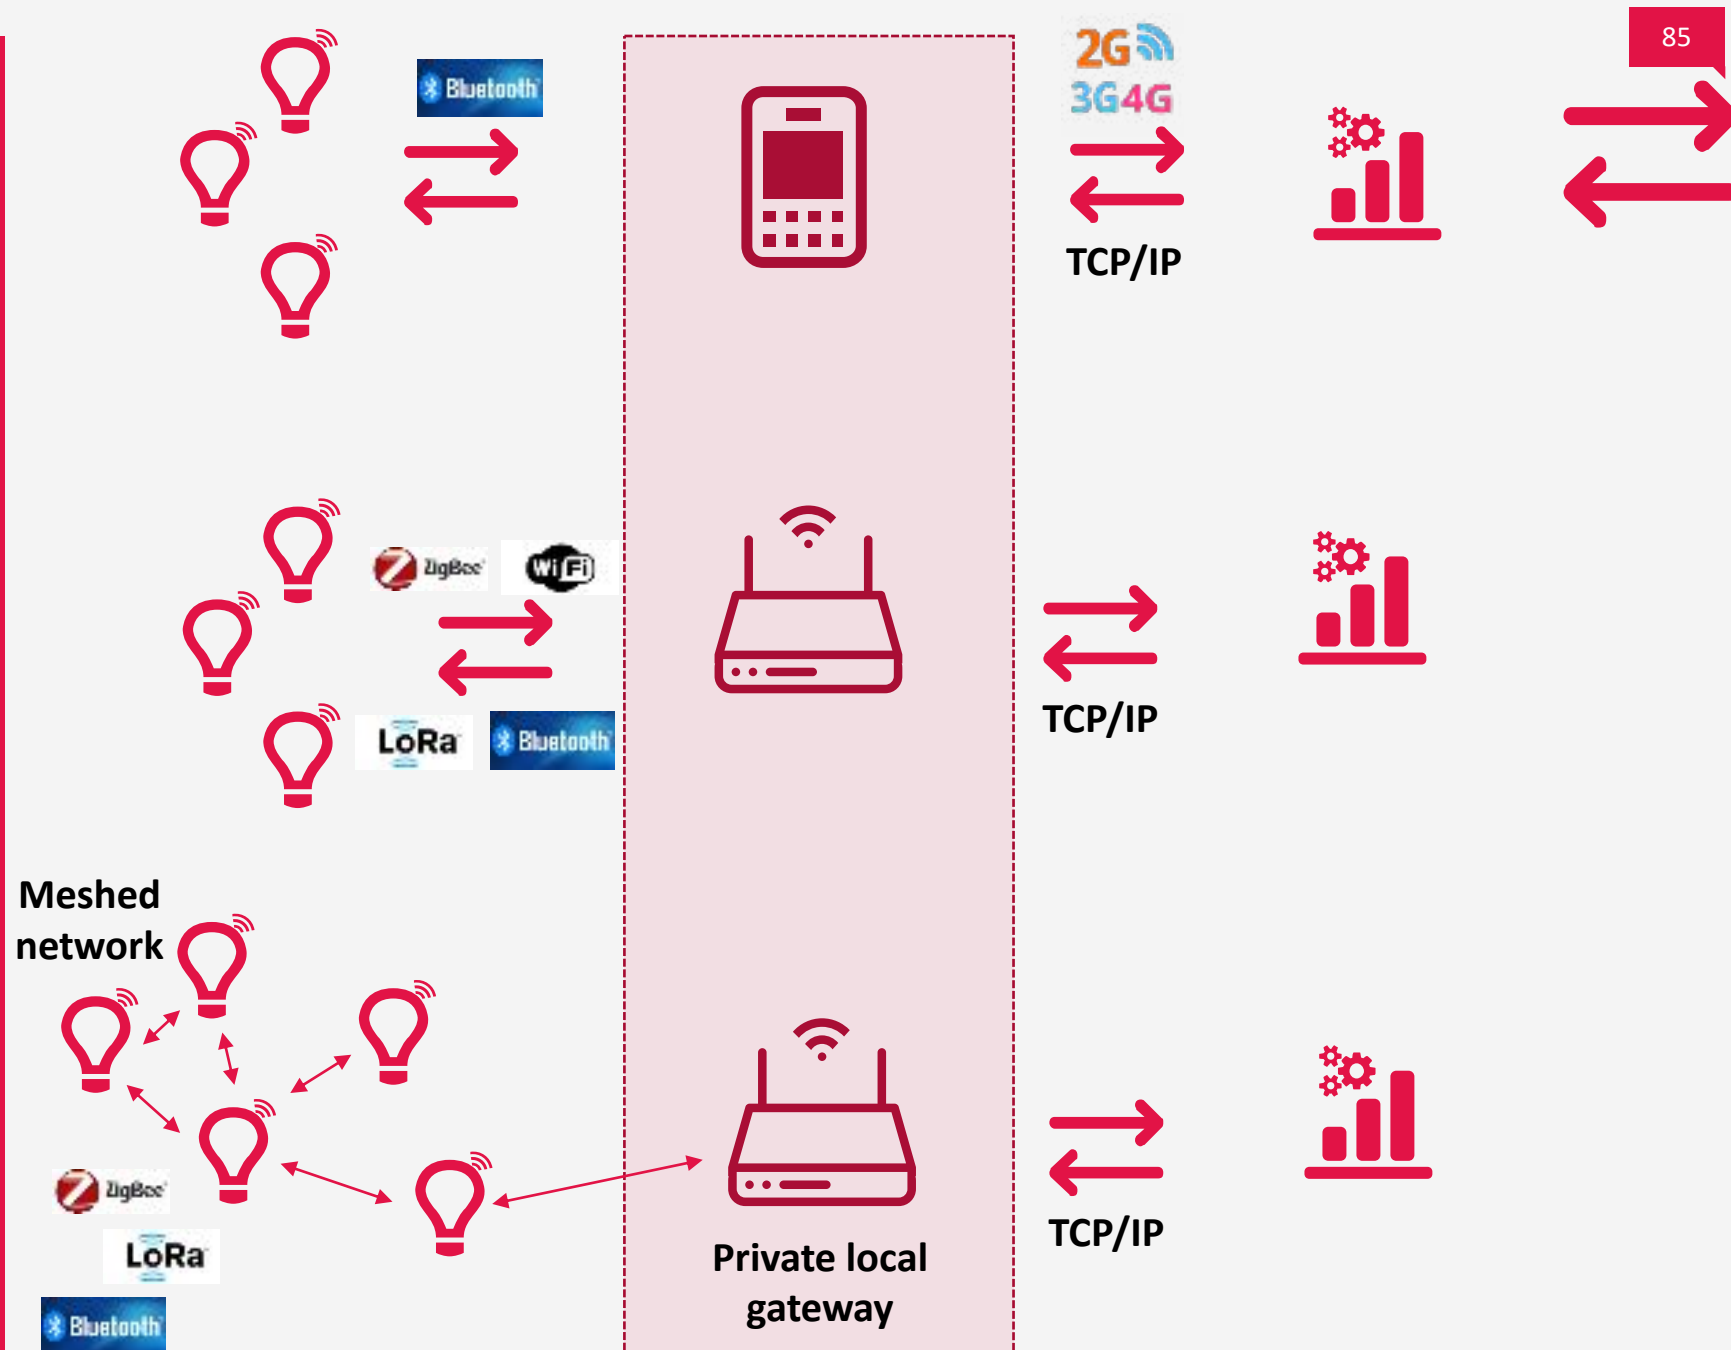 85
2G
3G4G
Bluetooth
TCP/IP
ZigBee
WiFi
LoRa
Bluetooth
TCP/IP
Meshed
network
ZigBee
LoRa
Bluetooth
Private local
gateway
TCP/IP